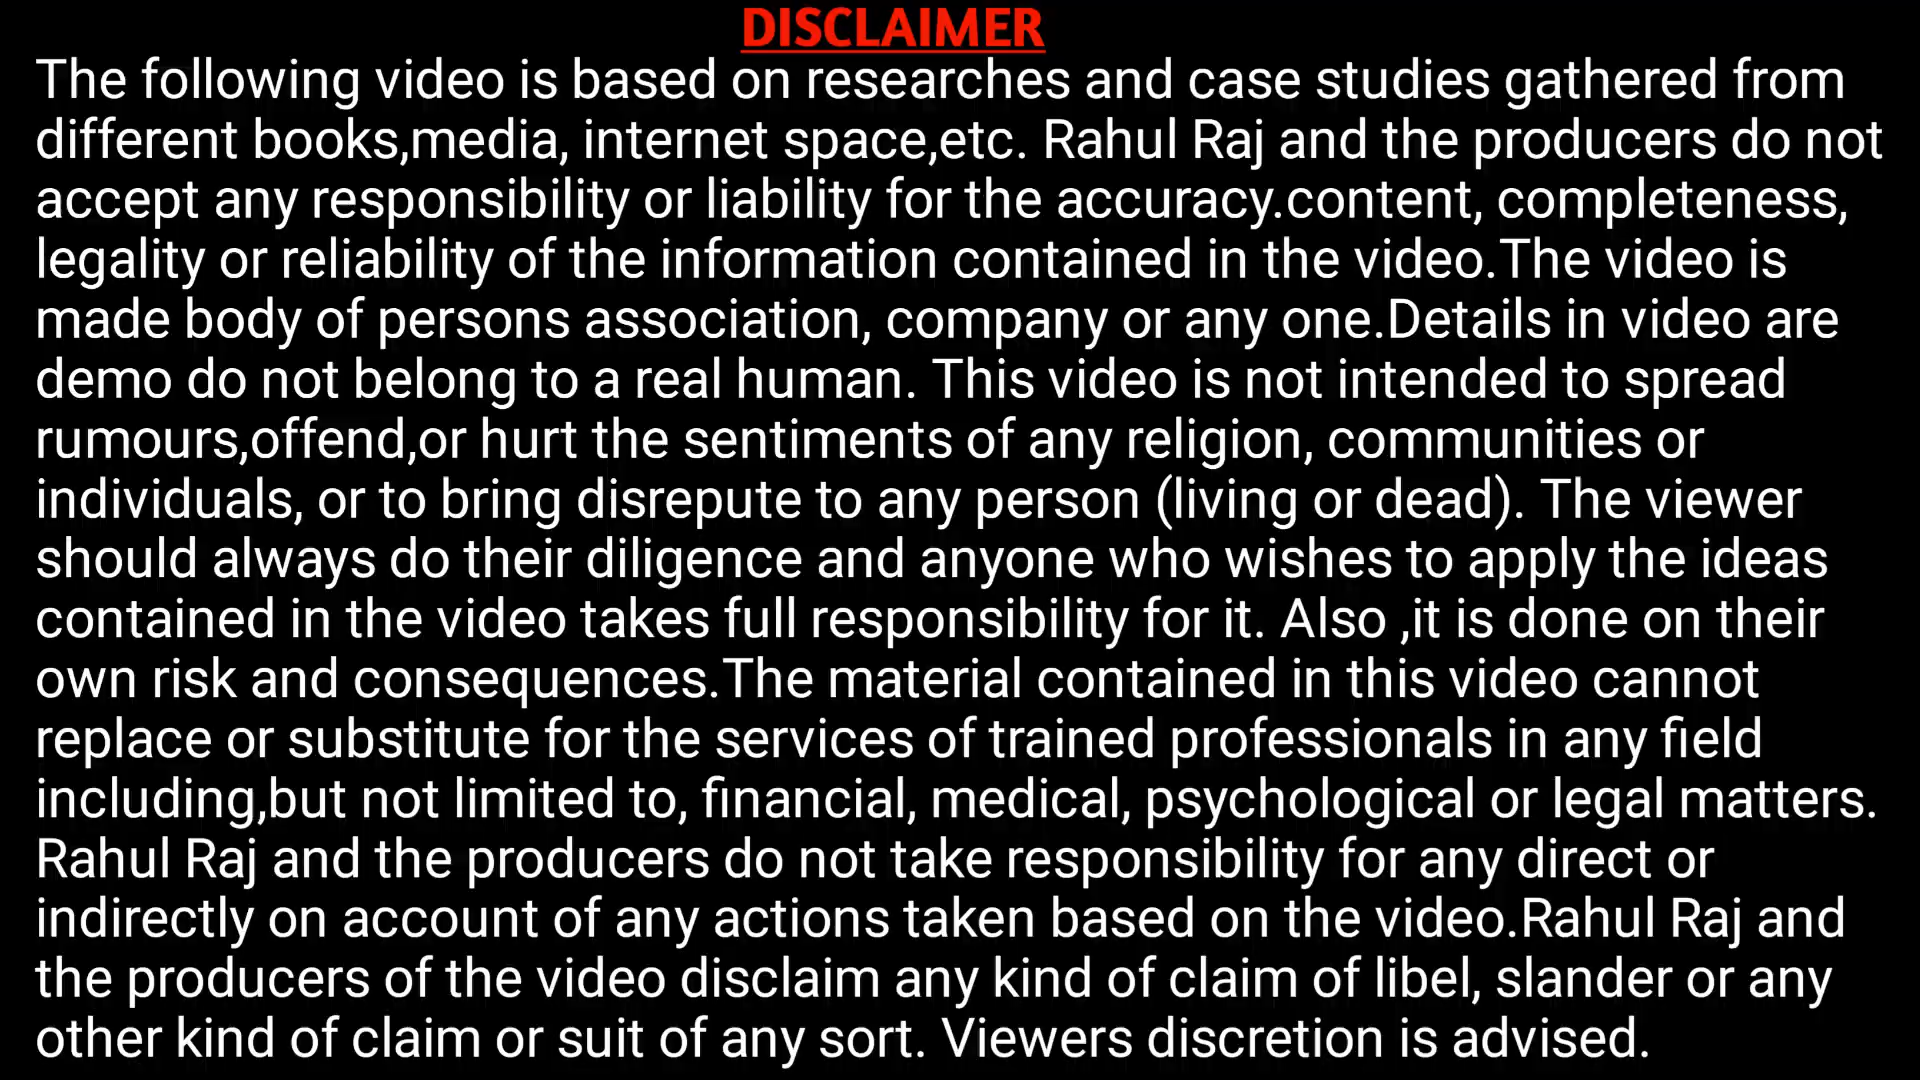 DISCLAIMER
The following video is based on researches and case studies gathered from
different books,media, internet space,etc. Rahul Raj and the producers do not
accept any responsibility or liability for the accuracy.content, completeness,
legality or reliability of the information contained in the video.The video is
made body of persons association, company or any one.Details in video are
demo do not belong to a real human. This video is not intended to spread
rumours,offend,or hurt the sentiments of any religion, communities or
individuals, or to bring disrepute to any person (living or dead). The viewer
should always do their diligence and anyone who wishes to apply the ideas
contained in the video takes full responsibility for it. Also ,it is done on their
own risk and consequences.The material contained in this video cannot
replace or substitute for the services of trained professionals in any field
including,but not limited to, financial, medical, psychological or legal matters.
Rahul Raj and the producers do not take responsibility for any direct or
indirectly on account of any actions taken based on the video.Rahul Raj and
the producers of the video disclaim any kind of claim of libel, slander or any
other kind of claim or suit of any sort. Viewers discretion is advised.